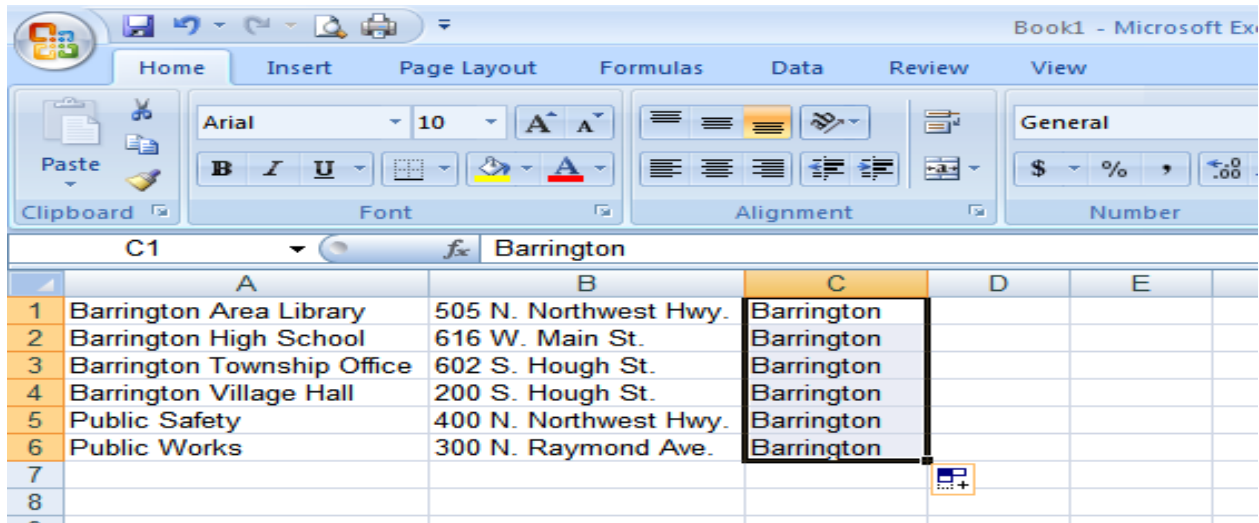 Book1 - Microsoft Ex
Home Insert Page Layout Formulas Data Review View
Arial 10 A A General
Paste B I U A a $ % , .00
Clipboard Font Alignment Number
C1 fx Barrington
A B C D E
1 Barrington Area Library 505 N. Northwest Hwy. Barrington
2 Barrington High School 616 W. Main St. Barrington
3 Barrington Township Office 602 S. Hough St. Barrington
4 Barrington Village Hall 200 S. Hough St. Barrington
5 Public Safety 400 N. Northwest Hwy. Barrington
6 Public Works 300 N. Raymond Ave. Barrington
7
8